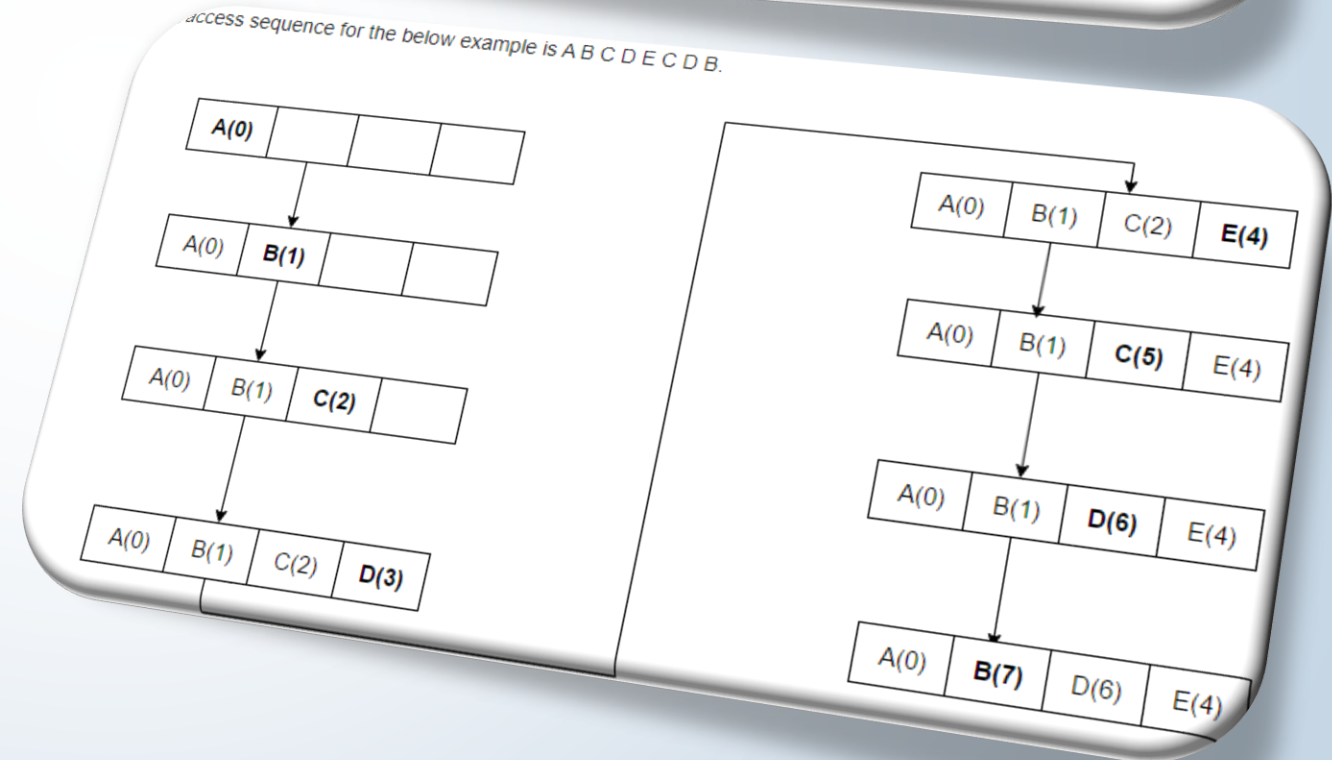 access sequence for the below example is A B C D E C D B.
A(0)
A(0) B(1)
A(0) B(1) C(2)
A(0) B(1) C(2) D(3)
A(0) B(1) C(2) E(4)
A(0) B(1) C(5) E(4)
A(0) B(1) D(6) E(4)
A(0) B(7) D(6) E(4)